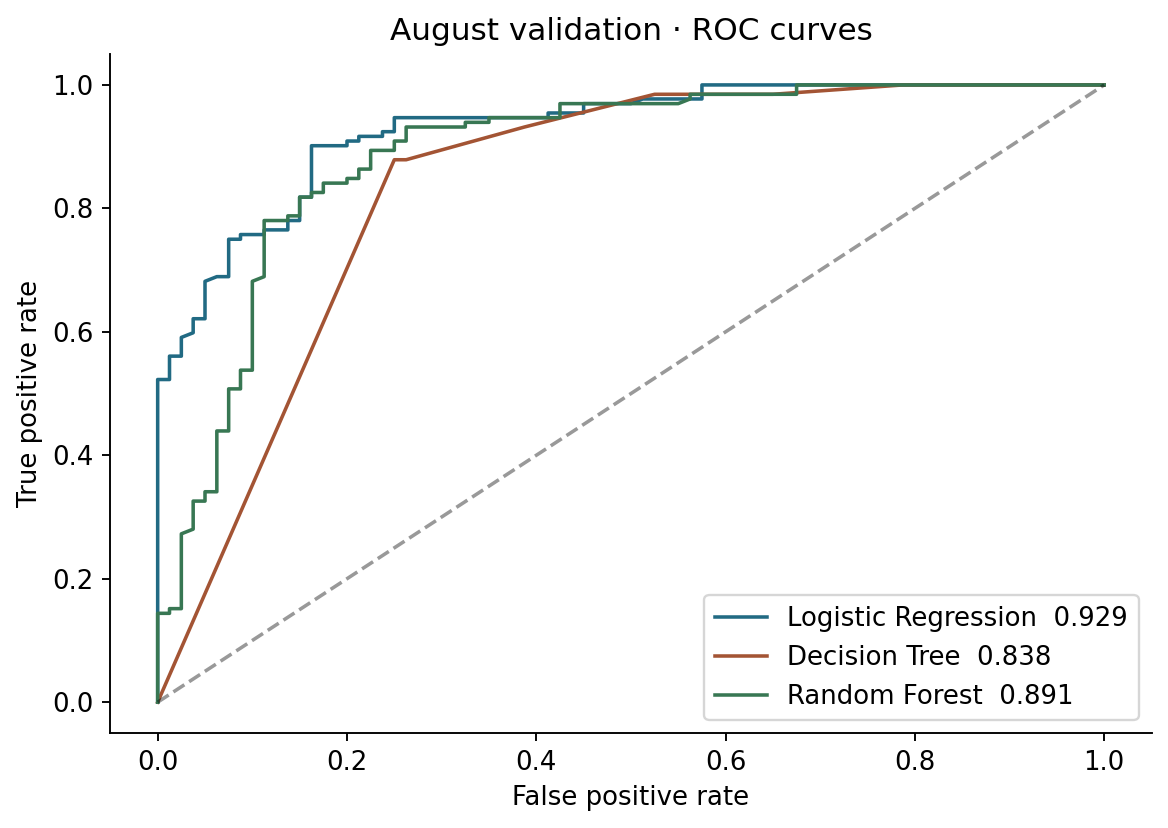 August validation · ROC curves
True positive rate
1.0
0.8
0.6
0.4
0.2
0.0
0.0 0.2 0.4 0.6 0.8 1.0
False positive rate
Logistic Regression 0.929
Decision Tree 0.838
Random Forest 0.891